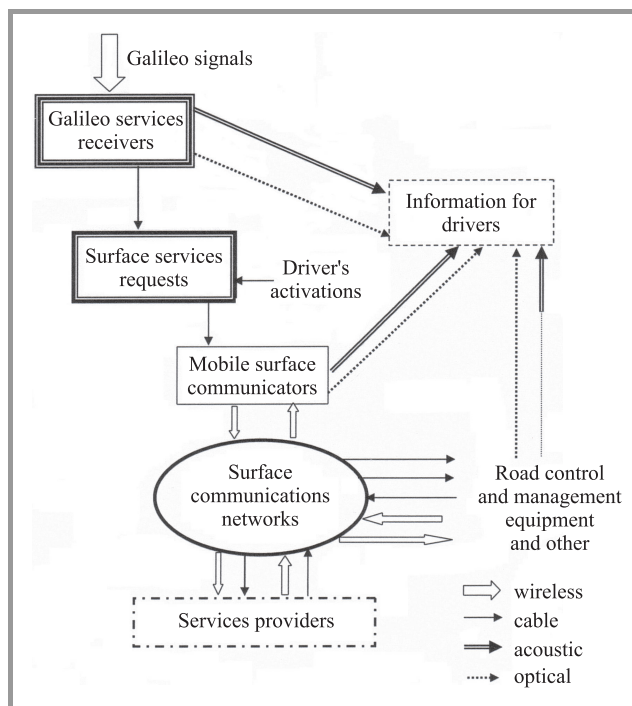 Galileo signals
Galileo services
receivers
Information for
drivers
Surface services
requests
Driver's
activations
Mobile surface
communicators
Surface
communications
networks
Road control
and management
equipment
and other
Services providers
wireless
cable
acoustic
optical